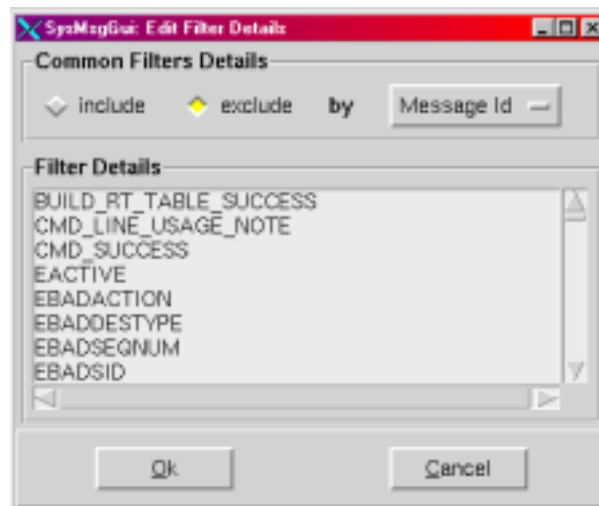 SysMsgGui: Edit Filter Details
Common Filters Details
include exclude by Message Id
Filter Details
BUILD_RT_TABLE_SUCCESS
CMD_LINE_USAGE_NOTE
CMD_SUCCESS
EACTIVE
EBADACTION
EBADDESTYPE
EBADSEQNUM
EBADSID
Ok Cancel